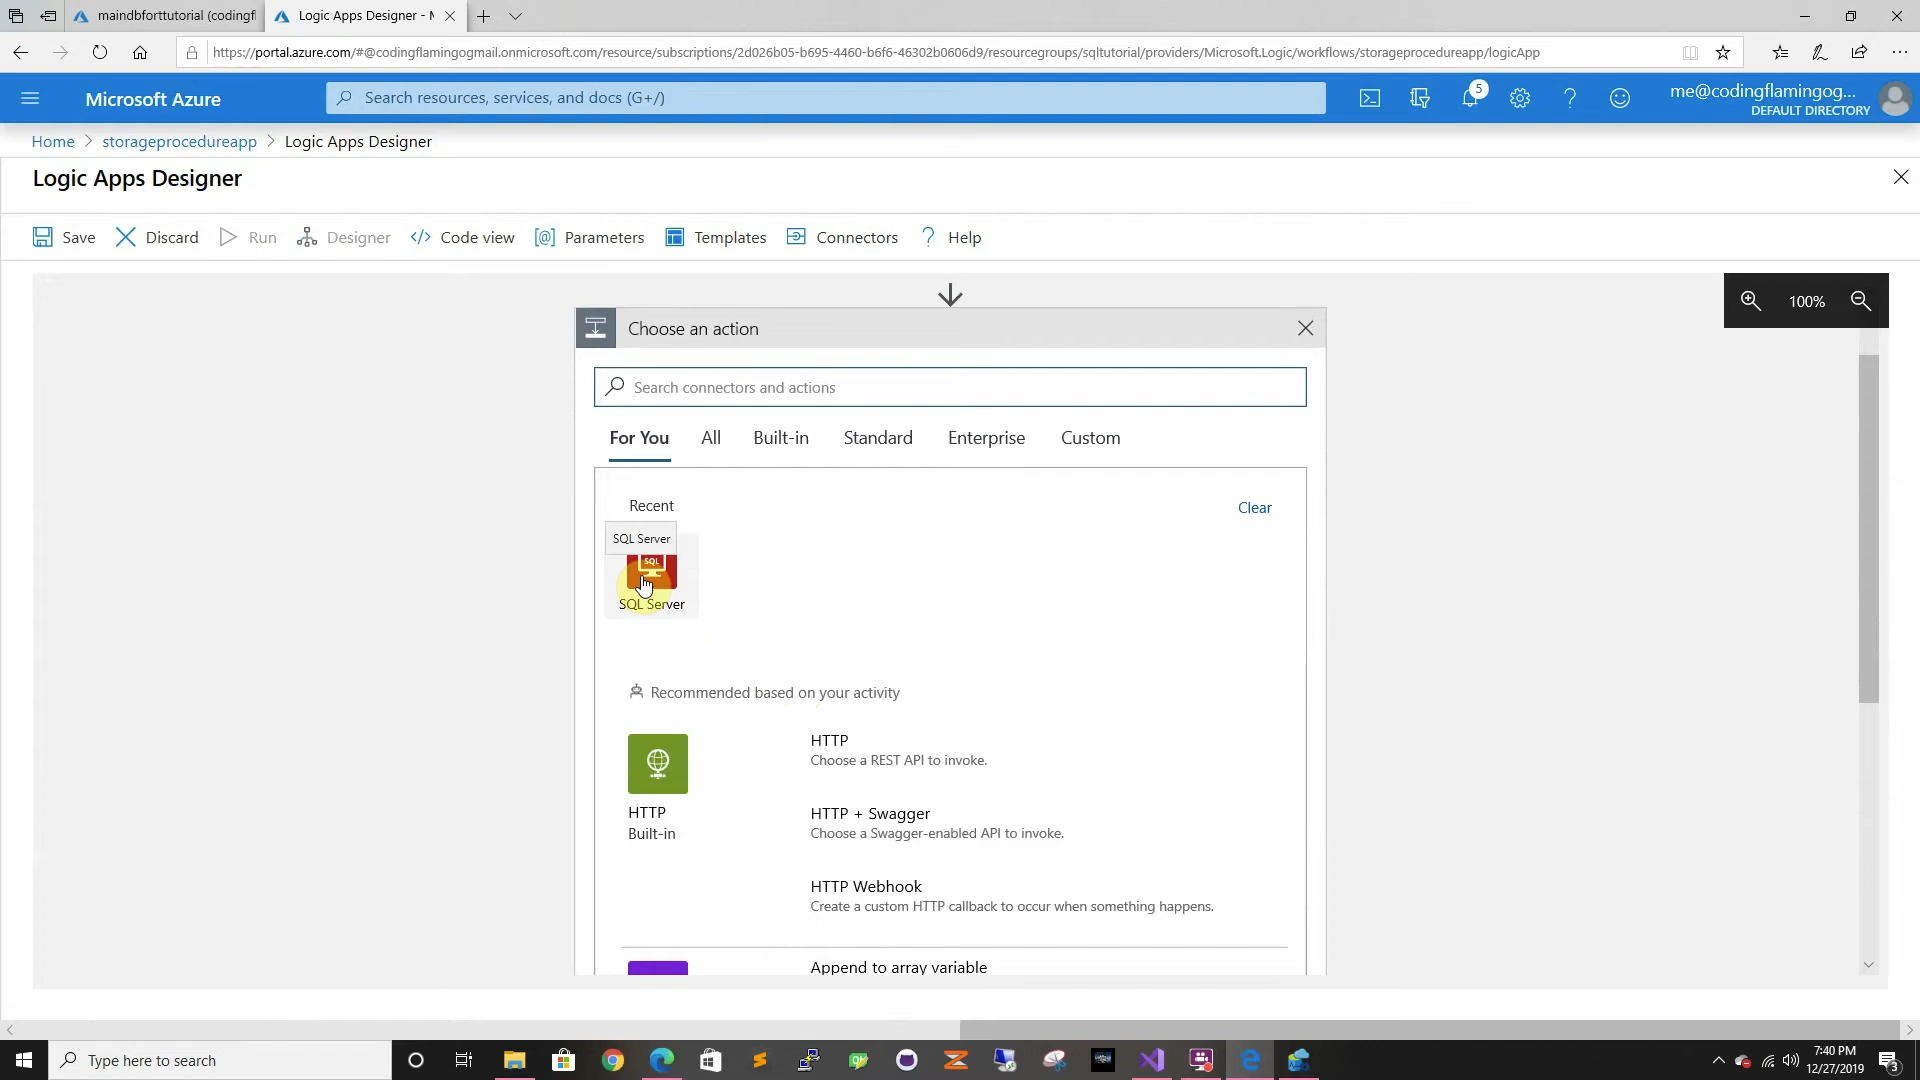 maindbforttutorial (codingfl
Logic Apps Designer - M
https://portal.azure.com/#@codingflamingogmail.onmicrosoft.com/resource/subscriptions/2d026b05-b695-4460-b6f6-46302b0606d9/resourcegroups/sqltutorial/providers/Microsoft.Logic/workflows/storageprocedureapp/logicApp
Microsoft Azure
Search resources, services, and docs (G+/)
5
me@codingflamingog...
DEFAULT DIRECTORY
Home > storageprocedureapp > Logic Apps Designer
Logic Apps Designer
Save Discard Run Designer Code view Parameters Templates Connectors Help
Choose an action
100%
Search connectors and actions
For You All Built-in Standard Enterprise Custom
Recent
Clear
SQL Server
SQL
SQL Server
Recommended based on your activity
HTTP
Built-in
HTTP
Choose a REST API to invoke.
HTTP + Swagger
Choose a Swagger-enabled API to invoke.
HTTP Webhook
Create a custom HTTP callback to occur when something happens.
Append to array variable
Type here to search
7:40 PM
12/27/2019
3